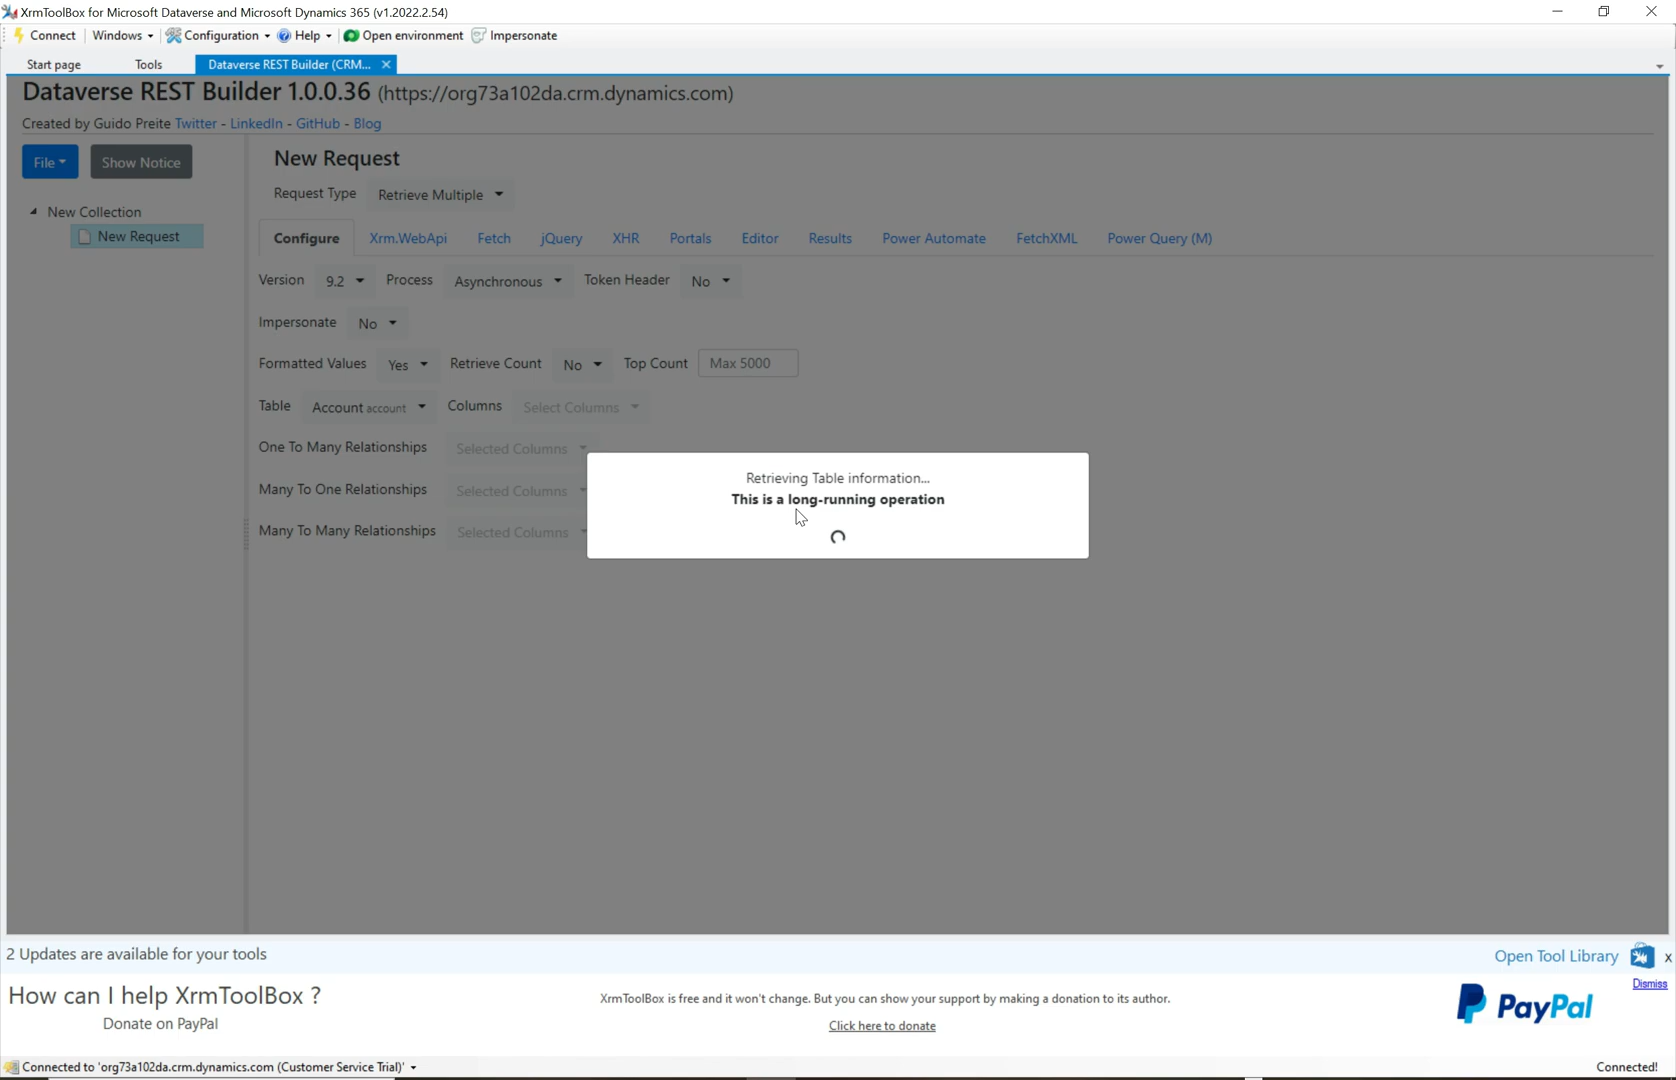 XrmToolBox for Microsoft Dataverse and Microsoft Dynamics 365 (v1.2022.2.54)
Connect Windows Configuration Help Open environment Impersonate
Start page Tools Dataverse REST Builder (CRM...
Dataverse REST Builder 1.0.0.36 (https://org73a102da.crm.dynamics.com)
Created by Guido Preite Twitter - LinkedIn - GitHub - Blog
File Show Notice
New Request
Request Type Retrieve Multiple
New Collection
New Request
Configure Xrm.WebApi Fetch jQuery XHR Portals Editor Results Power Automate FetchXML Power Query (M)
Version 9.2 Process Asynchronous Token Header No
Impersonate No
Formatted Values Yes Retrieve Count No Top Count Max 5000
Table Account account Columns Select Columns
One To Many Relationships Selected Columns
Many To One Relationships Selected Columns
Many To Many Relationships Selected Columns
Retrieving Table information...
This is a long-running operation
2 Updates are available for your tools
Open Tool Library x
Dismiss
How can I help XrmToolBox ?
Donate on PayPal
XrmToolBox is free and it won't change. But you can show your support by making a donation to its author.
Click here to donate
PayPal
Connected to 'org73a102da.crm.dynamics.com (Customer Service Trial)'
Connected!